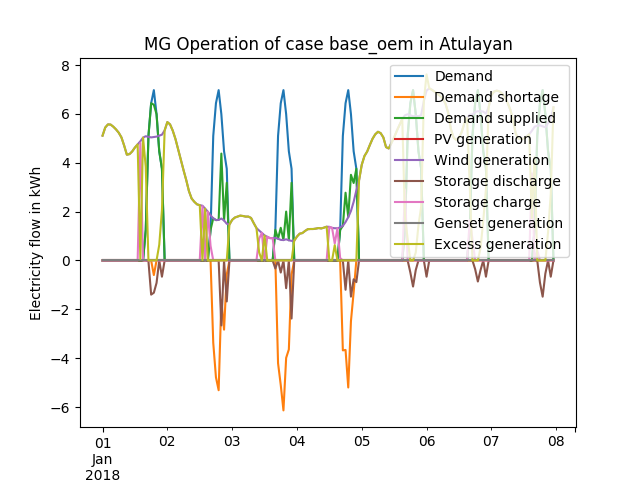 MG Operation of case base_oem in Atulayan
Electricity flow in kWh
8
6
4
2
0
−2
−4
−6
Demand
Demand shortage
Demand supplied
PV generation
Wind generation
Storage discharge
Storage charge
Genset generation
Excess generation
01
Jan
2018
02
03
04
05
06
07
08